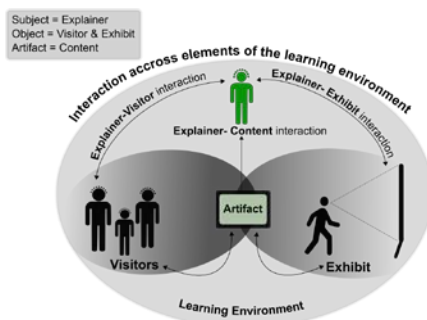 Subject = Explainer
Object = Visitor & Exhibit
Artifact = Content
Interaction accross elements of the learning environment
Explainer-Visitor interaction
Explainer- Exhibit interaction
Explainer- Content interaction
Artifact
Visitors
Exhibit
Learning Environment